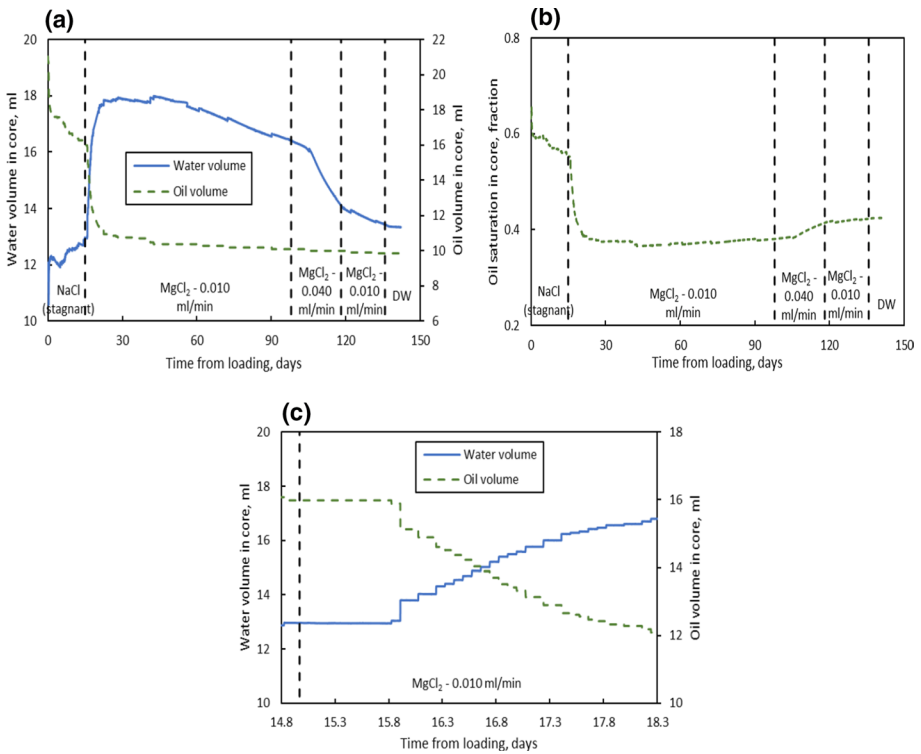 (a)
20
18
16
14
12
10
Water volume in core, ml
22
20
18
16
14
12
10
8
6
Oil volume in core, ml
Water volume
Oil volume
NaCl
(stagnant)
MgCl₂ - 0.010
ml/min
MgCl₂ -
0.040
ml/min
MgCl₂ -
0.010
ml/min
DW
0 30 60 90 120 150
Time from loading, days
(b)
0.8
0.6
0.4
0.2
Oil saturation in core, fraction
NaCl
(stagnant)
MgCl₂ - 0.010
ml/min
MgCl₂ -
0.040
ml/min
MgCl₂ -
0.010
ml/min
DW
0 30 60 90 120 150
Time from loading, days
(c)
20
18
16
14
12
10
Water volume in core, ml
18
16
14
12
10
Oil volume in core, ml
Water volume
Oil volume
MgCl₂ - 0.010 ml/min
14.8 15.3 15.8 16.3 16.8 17.3 17.8 18.3
Time from loading, days